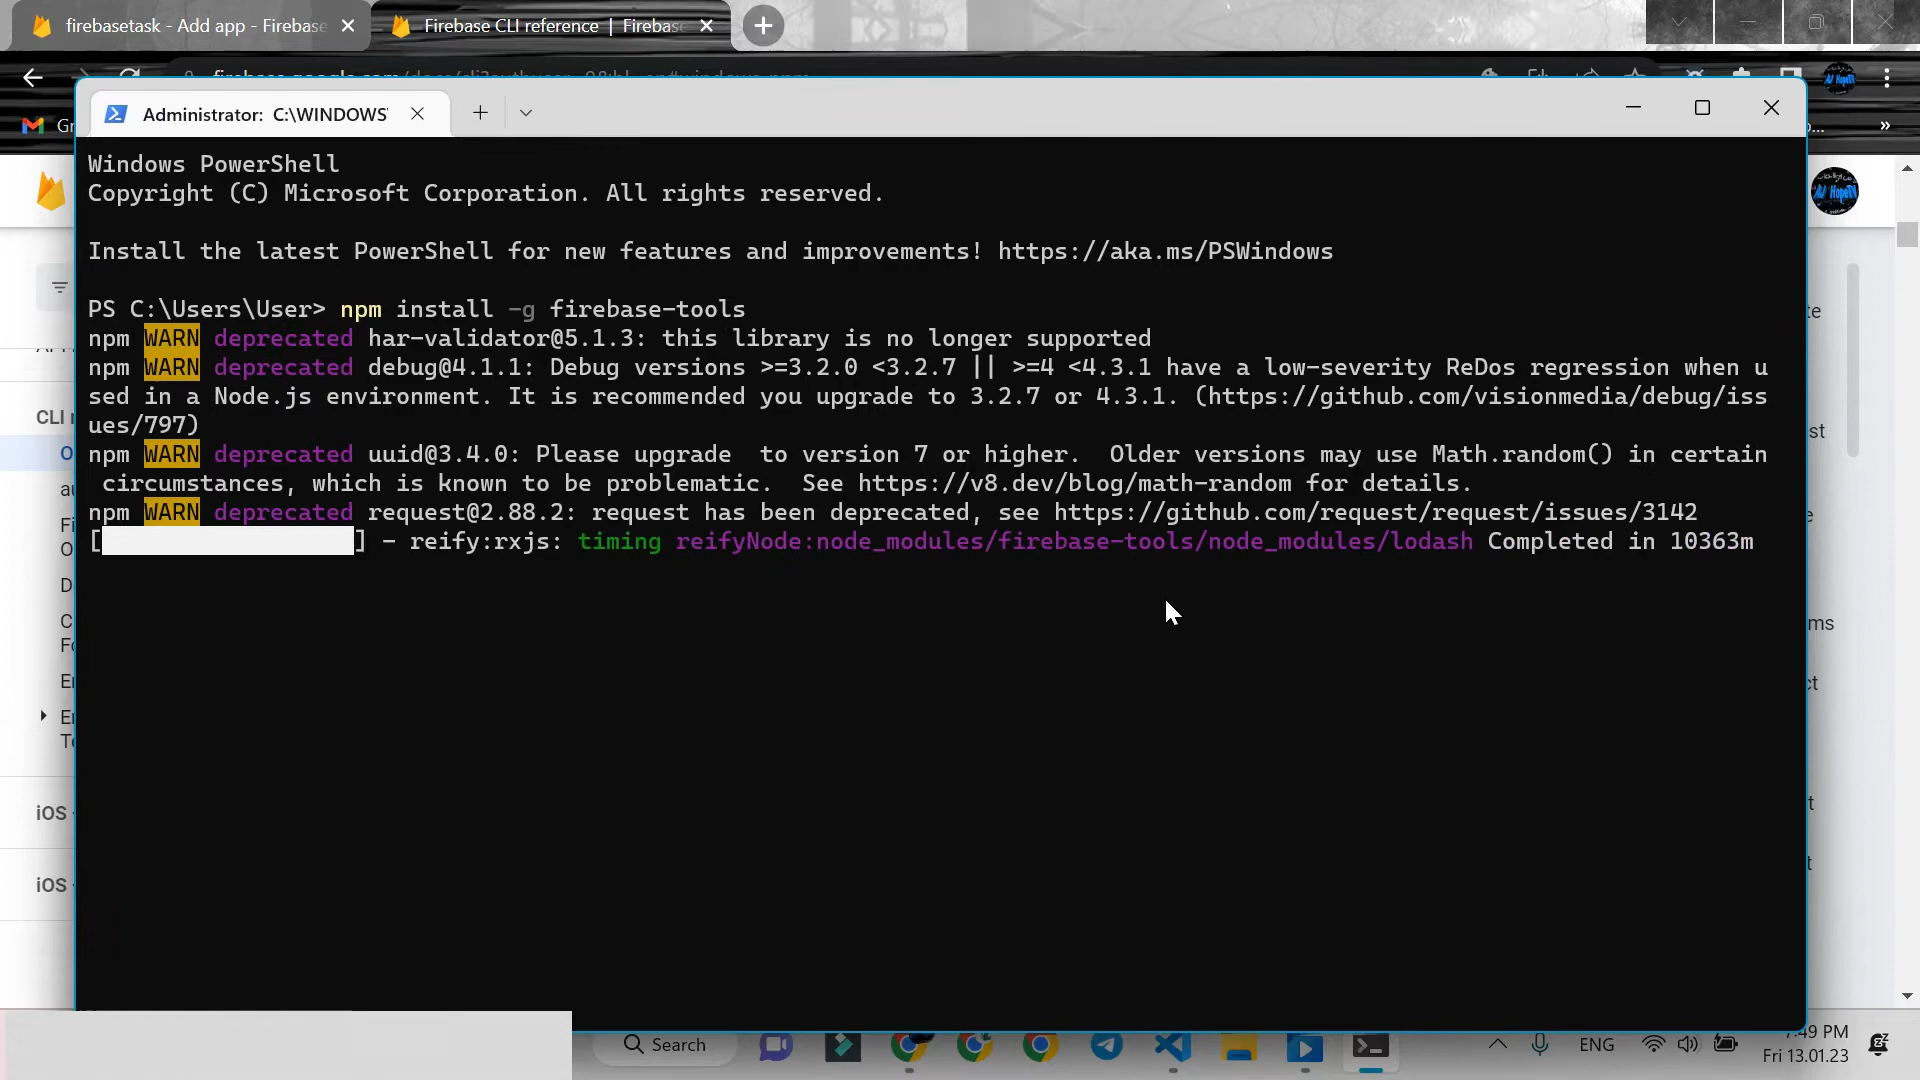 firebasetask - Add app - Firebase
Firebase CLI reference | Firebase
Administrator: C:\WINDOWS'
Windows PowerShell
Copyright (C) Microsoft Corporation. All rights reserved.
Install the latest PowerShell for new features and improvements! https://aka.ms/PSWindows
PS C:\Users\User> npm install -g firebase-tools
npm WARN deprecated har-validator@5.1.3: this library is no longer supported
npm WARN deprecated debug@4.1.1: Debug versions >=3.2.0 <3.2.7 || >=4 <4.3.1 have a low-severity ReDos regression when u
sed in a Node.js environment. It is recommended you upgrade to 3.2.7 or 4.3.1. (https://github.com/visionmedia/debug/iss
ues/797)
npm WARN deprecated uuid@3.4.0: Please upgrade  to version 7 or higher.  Older versions may use Math.random() in certain
 circumstances, which is known to be problematic.  See https://v8.dev/blog/math-random for details.
npm WARN deprecated request@2.88.2: request has been deprecated, see https://github.com/request/request/issues/3142
[                  ] - reify:rxjs: timing reifyNode:node_modules/firebase-tools/node_modules/lodash Completed in 10363m
CLI
iOS
iOS
Search
ENG
7:49 PM
Fri 13.01.23